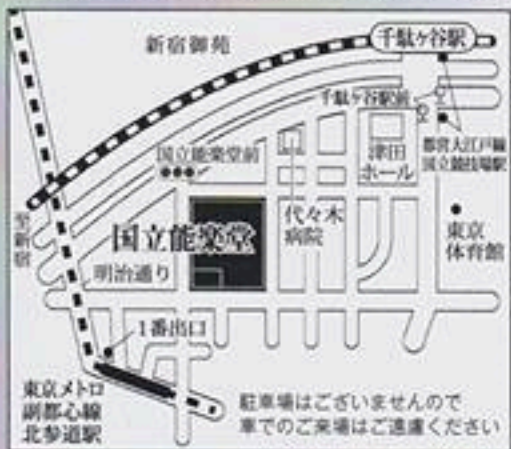 新宿御苑
千駄ヶ谷駅
千駄ヶ谷駅前
国立能楽堂前
津田
ホール
都営大江戸線
国立競技場駅
至新宿
国立能楽堂
代々木
病院
東京
体育館
明治通り
1番出口
東京メトロ
副都心線
北参道駅
駐車場はございませんので
車でのご来場はご遠慮ください